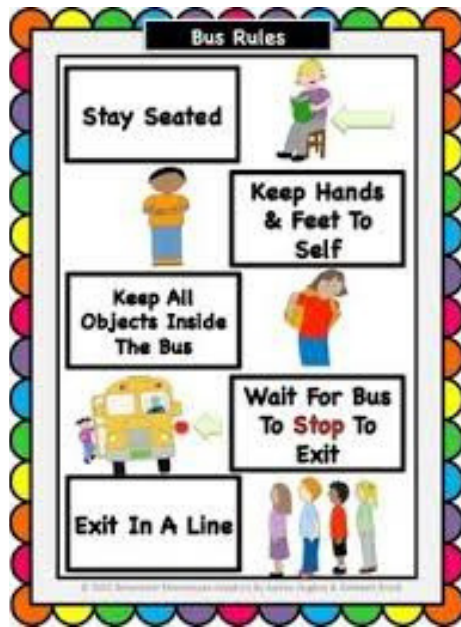 Bus Rules
Stay Seated
Keep Hands
& Feet To
Self
Keep All
Objects Inside
The Bus
Wait For Bus
To Stop To
Exit
Exit In A Line